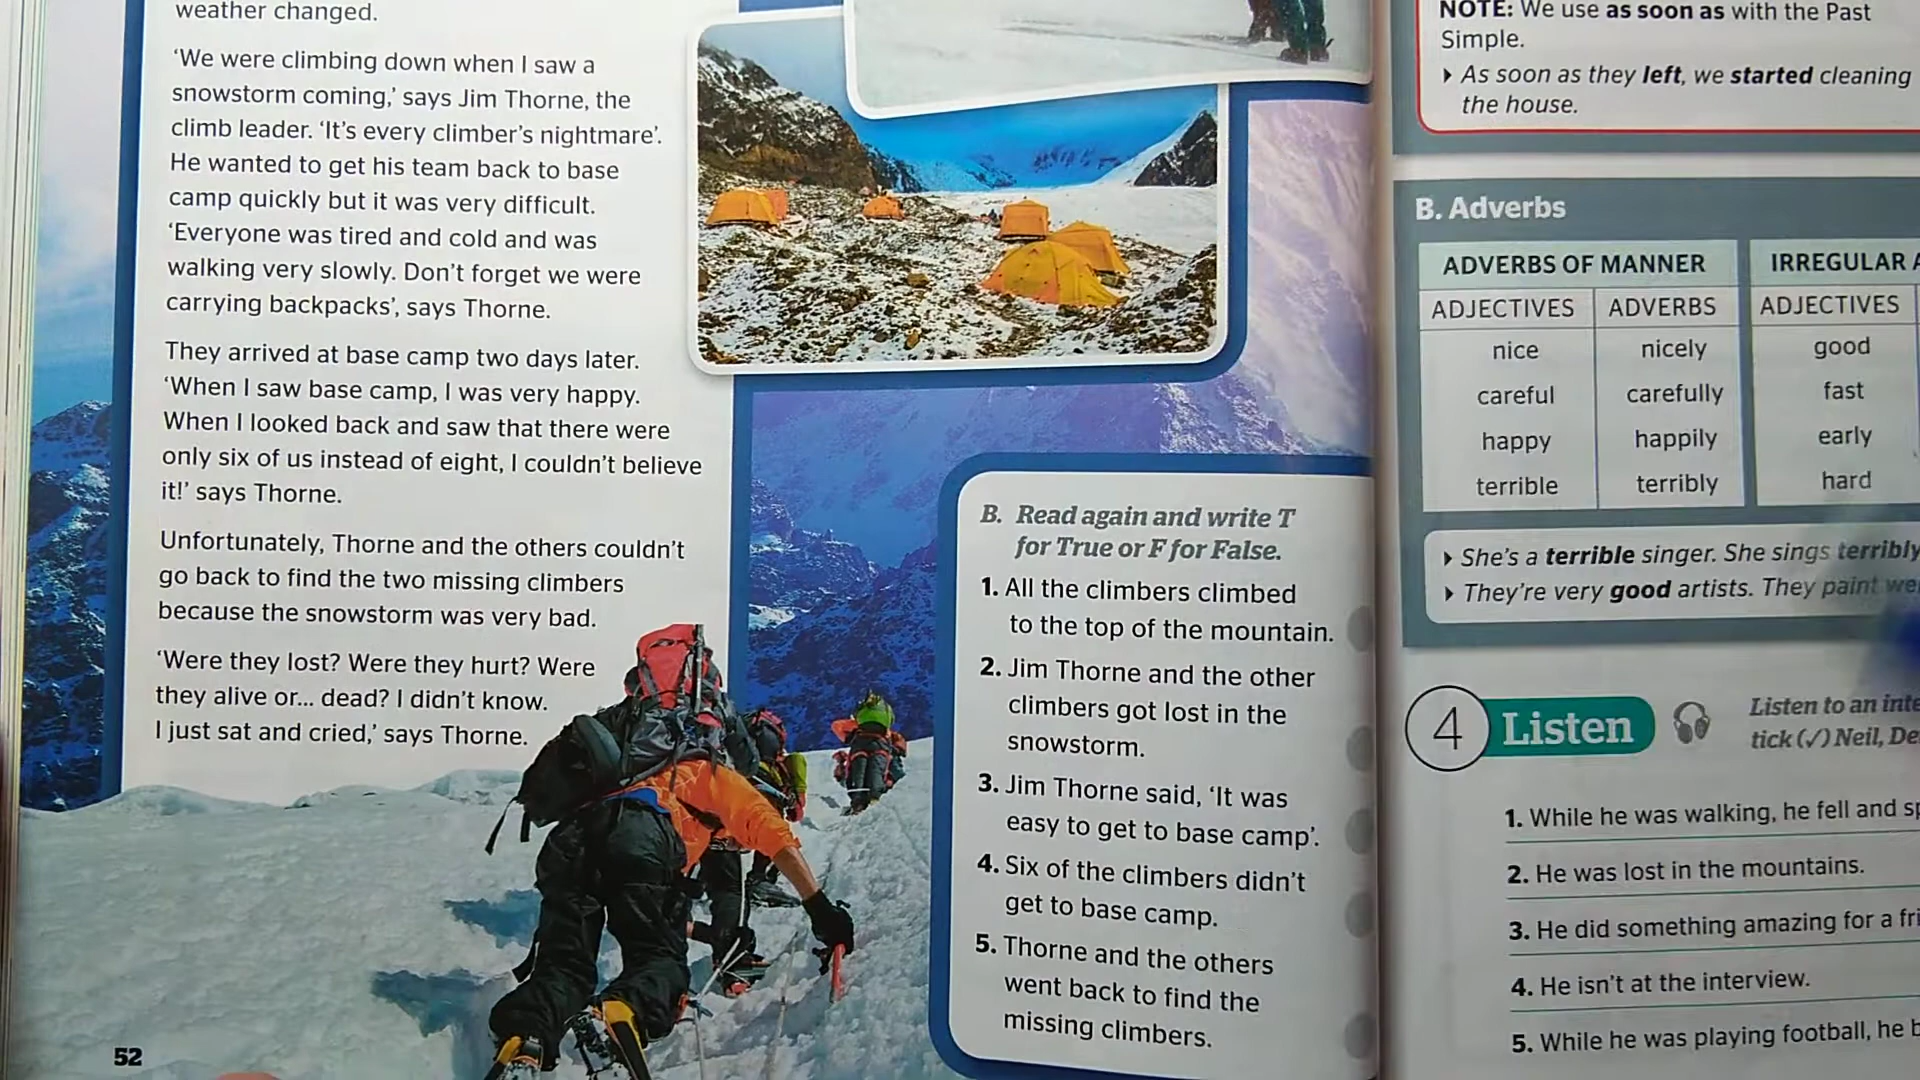 weather changed.
‘We were climbing down when I saw a
snowstorm coming,’ says Jim Thorne, the
climb leader. ‘It’s every climber’s nightmare’.
He wanted to get his team back to base
camp quickly but it was very difficult.
‘Everyone was tired and cold and was
walking very slowly. Don’t forget we were
carrying backpacks’, says Thorne.
They arrived at base camp two days later.
‘When I saw base camp, I was very happy.
When I looked back and saw that there were
only six of us instead of eight, I couldn’t believe
it!’ says Thorne.
Unfortunately, Thorne and the others couldn’t
go back to find the two missing climbers
because the snowstorm was very bad.
‘Were they lost? Were they hurt? Were
they alive or... dead? I didn’t know.
I just sat and cried,’ says Thorne.
B. Read again and write T
for True or F for False.
1. All the climbers climbed
to the top of the mountain.
2. Jim Thorne and the other
climbers got lost in the
snowstorm.
3. Jim Thorne said, ‘It was
easy to get to base camp’.
4. Six of the climbers didn’t
get to base camp.
5. Thorne and the others
went back to find the
missing climbers.
52
NOTE: We use as soon as with the Past
Simple.
As soon as they left, we started cleaning
the house.
B. Adverbs
ADVERBS OF MANNER IRREGULAR
ADJECTIVES ADVERBS ADJECTIVES
nice nicely good
careful carefully fast
happy happily early
terrible terribly hard
She’s a terrible singer. She sings terribly
They’re very good artists. They paint
4 Listen
Listen to an
tick (✓) Neil,
1. While he was walking, he fell and
2. He was lost in the mountains.
3. He did something amazing for a
4. He isn’t at the interview.
5. While he was playing football, he